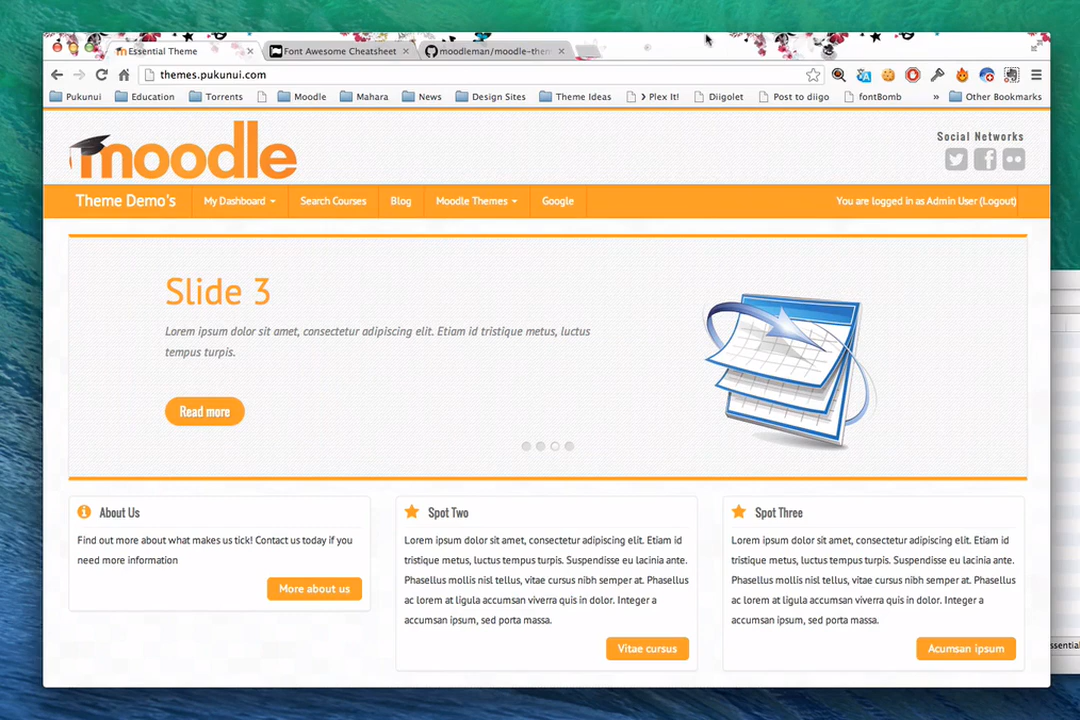 Essential Theme
Font Awesome Cheatsheet
moodleman/moodle-them
themes.pukunui.com
Pukunui
Education
Torrents
Moodle
Mahara
News
Design Sites
Theme Ideas
> Plex It!
Diigolet
Post to diigo
fontBomb
»
Other Bookmarks
moodle
Social Networks
Theme Demo's
My Dashboard
Search Courses
Blog
Moodle Themes
Google
You are logged in as Admin User (Logout)
Slide 3
Lorem ipsum dolor sit amet, consectetur adipiscing elit. Etiam id tristique metus, luctus
tempus turpis.
Read more
About Us
Find out more about what makes us tick! Contact us today if you
need more information
More about us
Spot Two
Lorem ipsum dolor sit amet, consectetur adipiscing elit. Etiam id
tristique metus, luctus tempus turpis. Suspendisse eu lacinia ante.
Phasellus mollis nisl tellus, vitae cursus nibh semper at. Phasellus
ac lorem at ligula accumsan viverra quis in dolor. Integer a
accumsan ipsum, sed porta massa.
Vitae cursus
Spot Three
Lorem ipsum dolor sit amet, consectetur adipiscing elit. Etiam id
tristique metus, luctus tempus turpis. Suspendisse eu lacinia ante.
Phasellus mollis nisl tellus, vitae cursus nibh semper at. Phasellus
ac lorem at ligula accumsan viverra quis in dolor. Integer a
accumsan ipsum, sed porta massa.
Acumsan ipsum
ssential